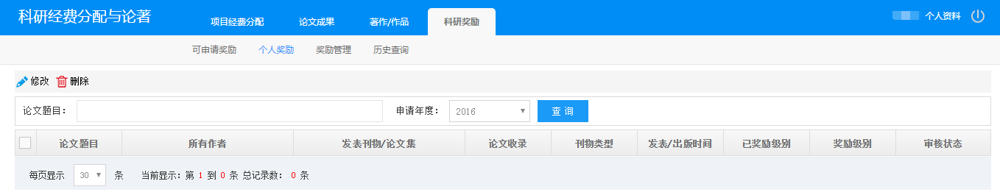 科研经费分配与论著
项目经费分配 论文成果 著作/作品 科研奖励
个人资料
可申请奖励 个人奖励 奖励管理 历史查询
修改 删除
论文题目： 申请年度： 2016 查 询
论文题目 所有作者 发表刊物/论文集 论文收录 刊物类型 发表/出版时间 已奖励级别 奖励级别 审核状态
每页显示 30 条 当前显示：第 1 到 0 条 总记录数： 0 条